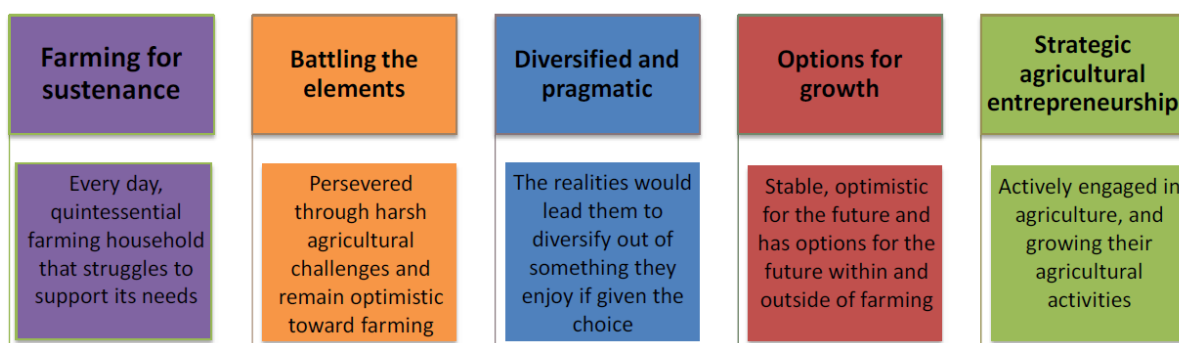 Farming for
sustenance
Every day,
quintessential
farming household
that struggles to
support its needs
Battling the
elements
Persevered
through harsh
agricultural
challenges and
remain optimistic
toward farming
Diversified and
pragmatic
The realities would
lead them to
diversify out of
something they
enjoy if given the
choice
Options for
growth
Stable, optimistic
for the future and
has options for the
future within and
outside of farming
Strategic
agricultural
entrepreneurship
Actively engaged in
agriculture, and
growing their
agricultural
activities